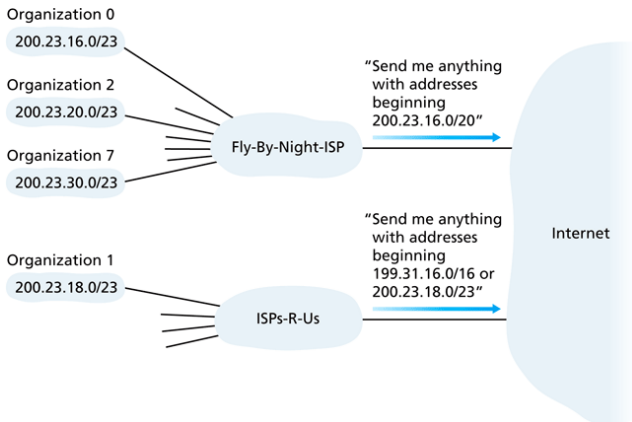 Organization 0
200.23.16.0/23
Organization 2
200.23.20.0/23
Organization 7
200.23.30.0/23
Fly-By-Night-ISP
“Send me anything
with addresses
beginning
200.23.16.0/20”
Organization 1
200.23.18.0/23
ISPs-R-Us
“Send me anything
with addresses
beginning
199.31.16.0/16 or
200.23.18.0/23”
Internet